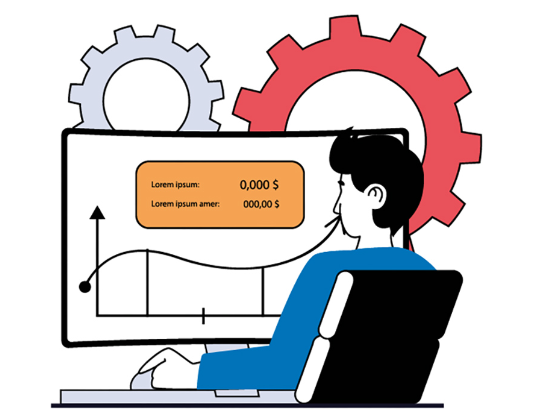 Lorem ipsum: 0,000 $
Lorem ipsum amer: 000,00 $